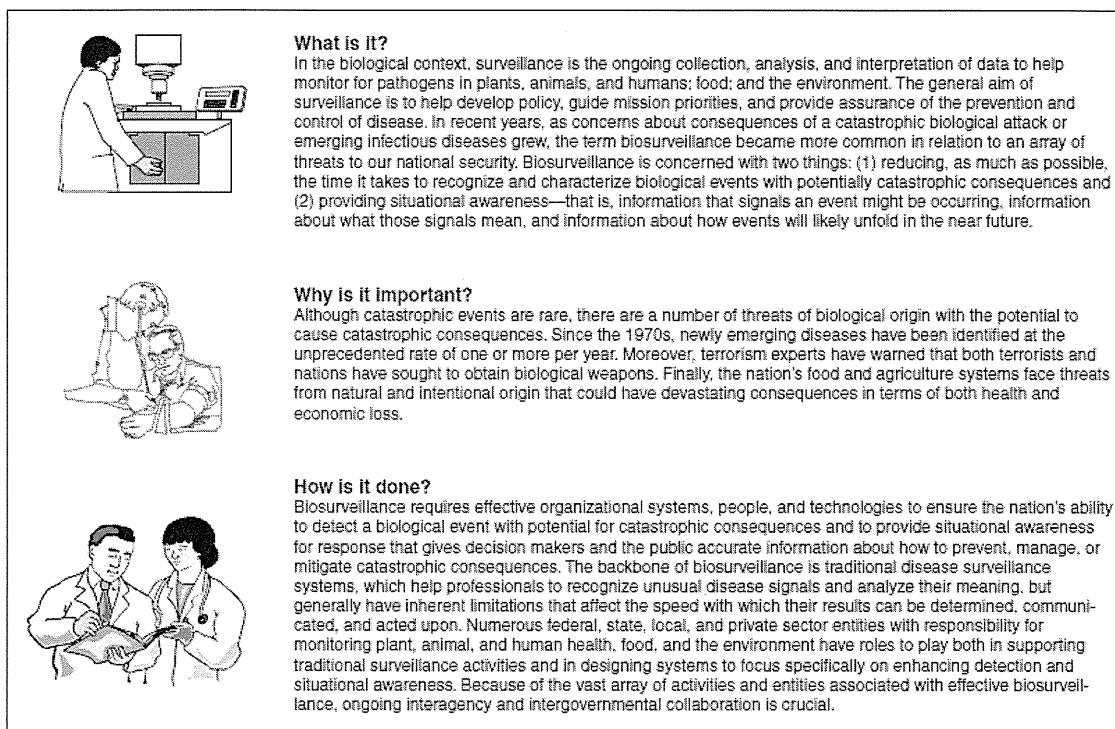 What is it?
In the biological context, surveillance is the ongoing collection, analysis, and interpretation of data to help
monitor for pathogens in plants, animals, and humans; food; and the environment. The general aim of
surveillance is to help develop policy, guide mission priorities, and provide assurance of the prevention and
control of disease. In recent years, as concerns about consequences of a catastrophic biological attack or
emerging infectious diseases grew, the term biosurveillance became more common in relation to an array of
threats to our national security. Biosurveillance is concerned with two things: (1) reducing, as much as possible,
the time it takes to recognize and characterize biological events with potentially catastrophic consequences and
(2) providing situational awareness—that is, information that signals an event might be occurring, information
about what those signals mean, and information about how events will likely unfold in the near future.
Why is it important?
Although catastrophic events are rare, there are a number of threats of biological origin with the potential to
cause catastrophic consequences. Since the 1970s, newly emerging diseases have been identified at the
unprecedented rate of one or more per year. Moreover, terrorism experts have warned that both terrorists and
nations have sought to obtain biological weapons. Finally, the nation's food and agriculture systems face threats
from natural and intentional origin that could have devastating consequences in terms of both health and
economic loss.
How is it done?
Biosurveillance requires effective organizational systems, people, and technologies to ensure the nation's ability
to detect a biological event with potential for catastrophic consequences and to provide situational awareness
for response that gives decision makers and the public accurate information about how to prevent, manage, or
mitigate catastrophic consequences. The backbone of biosurveillance is traditional disease surveillance
systems, which help professionals to recognize unusual disease signals and analyze their meaning, but
generally have inherent limitations that affect the speed with which their results can be determined, communi-
cated, and acted upon. Numerous federal, state, local, and private sector entities with responsibility for
monitoring plant, animal, and human health, food, and the environment have roles to play both in supporting
traditional surveillance activities and in designing systems to focus specifically on enhancing detection and
situational awareness. Because of the vast array of activities and entities associated with effective biosurveil-
lance, ongoing interagency and intergovernmental collaboration is crucial.